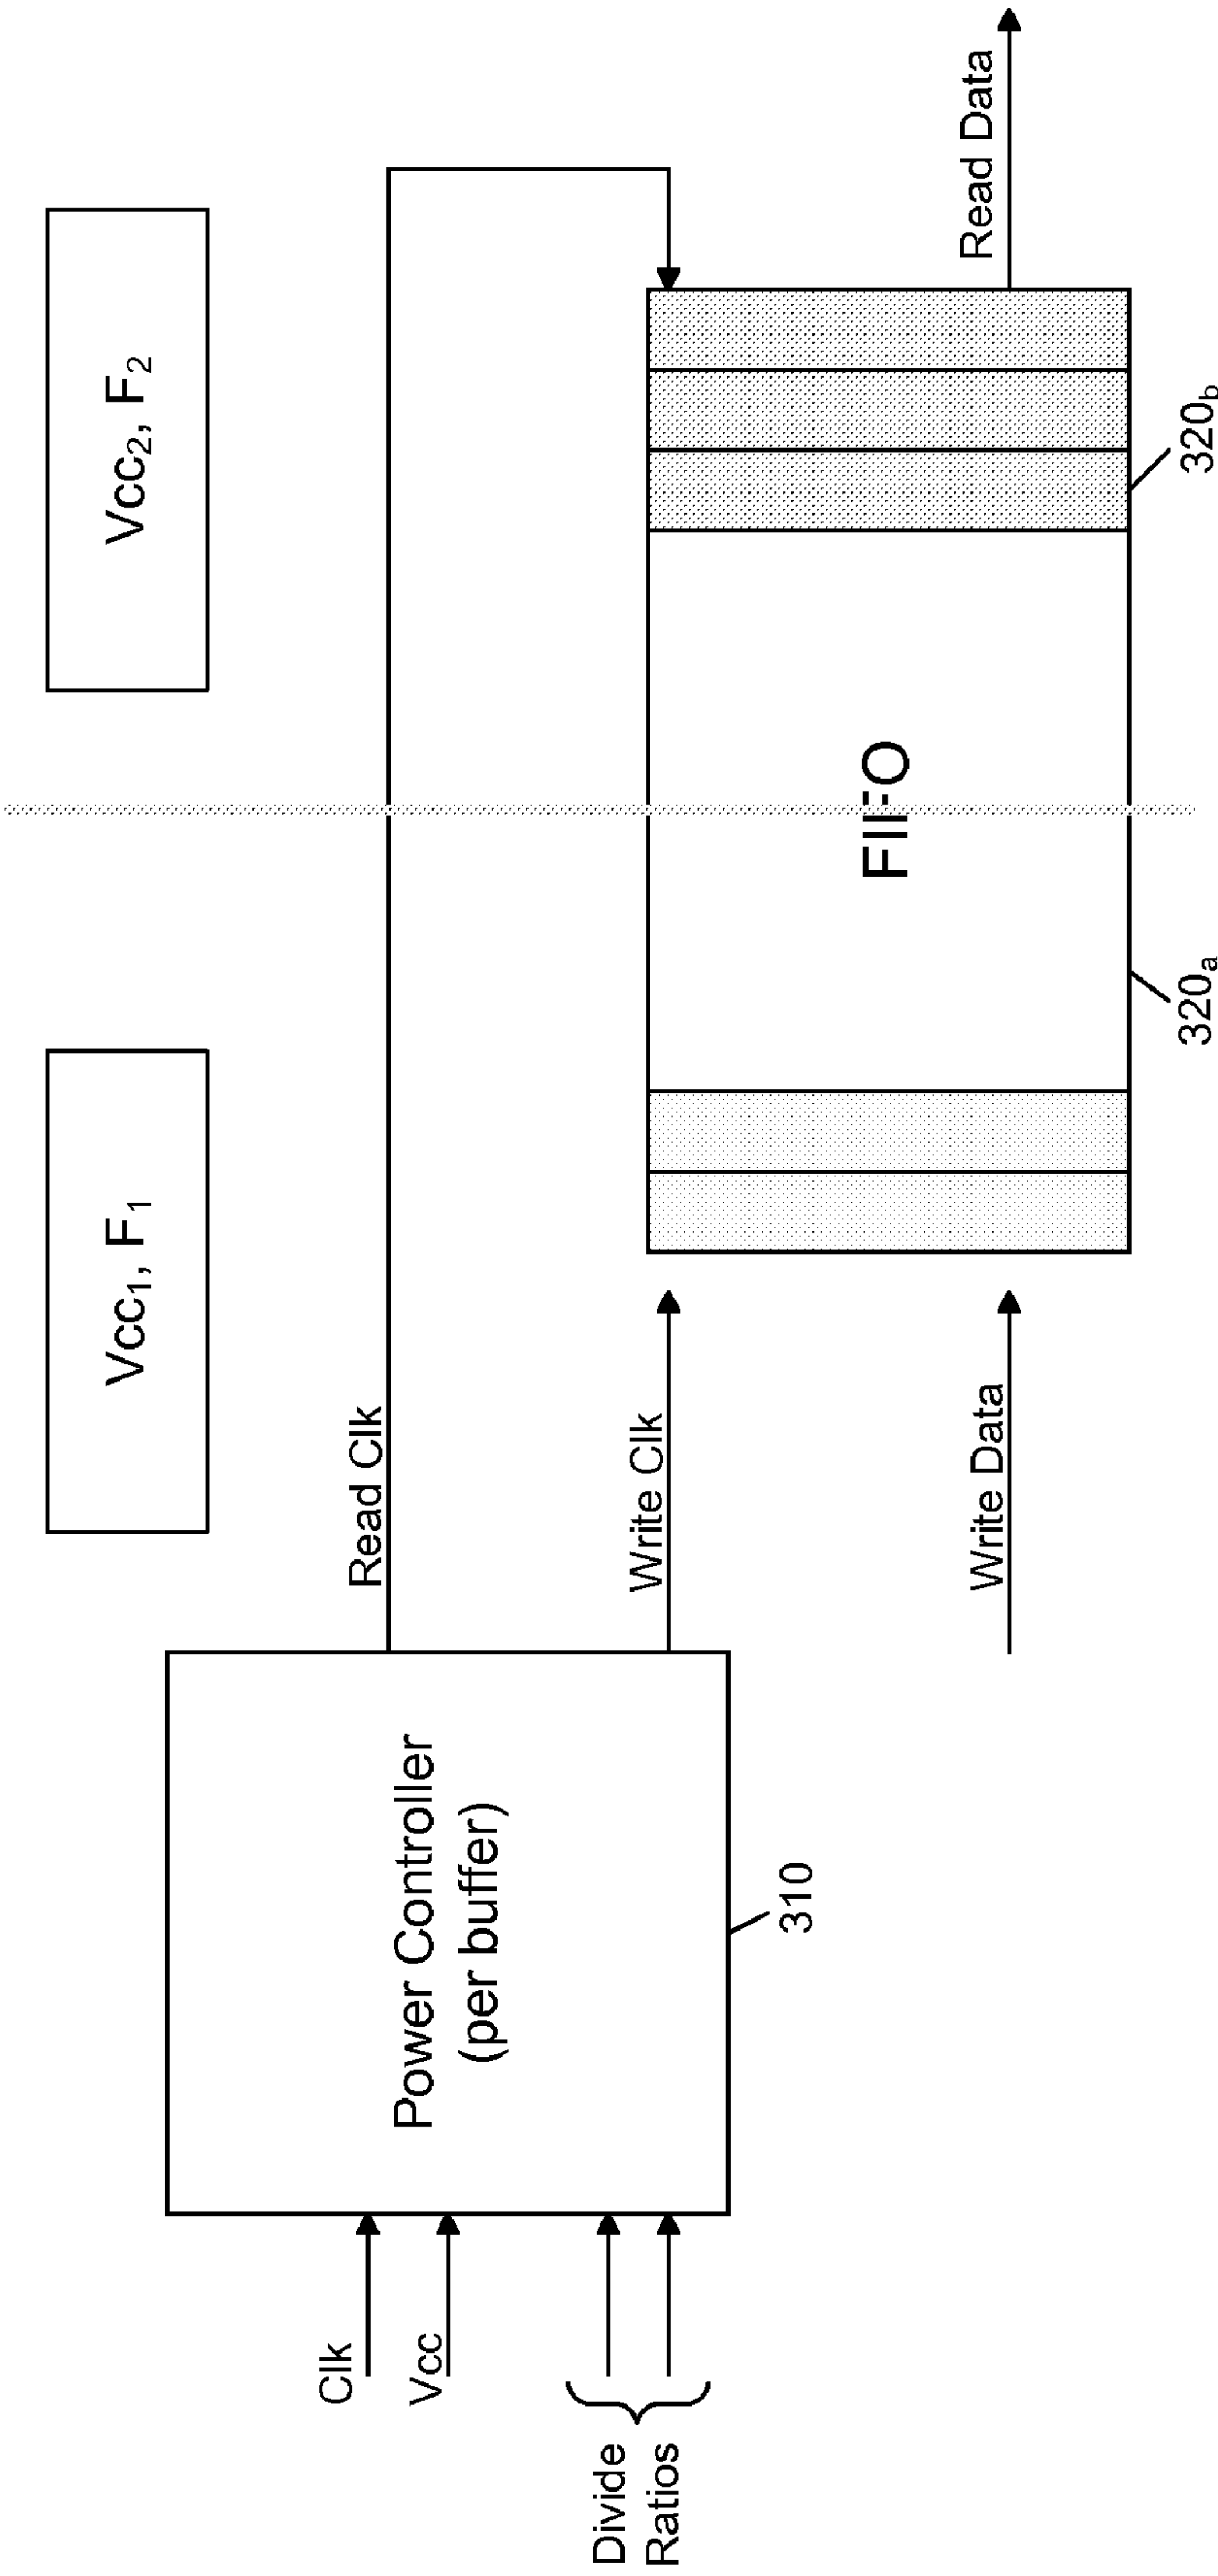 Vcc₁, F₁
Vcc₂, F₂
Clk
Vcc
Divide
Ratios
Power Controller
(per buffer)
310
Read Clk
Write Clk
Write Data
FIFO
320ₐ
320b
Read Data